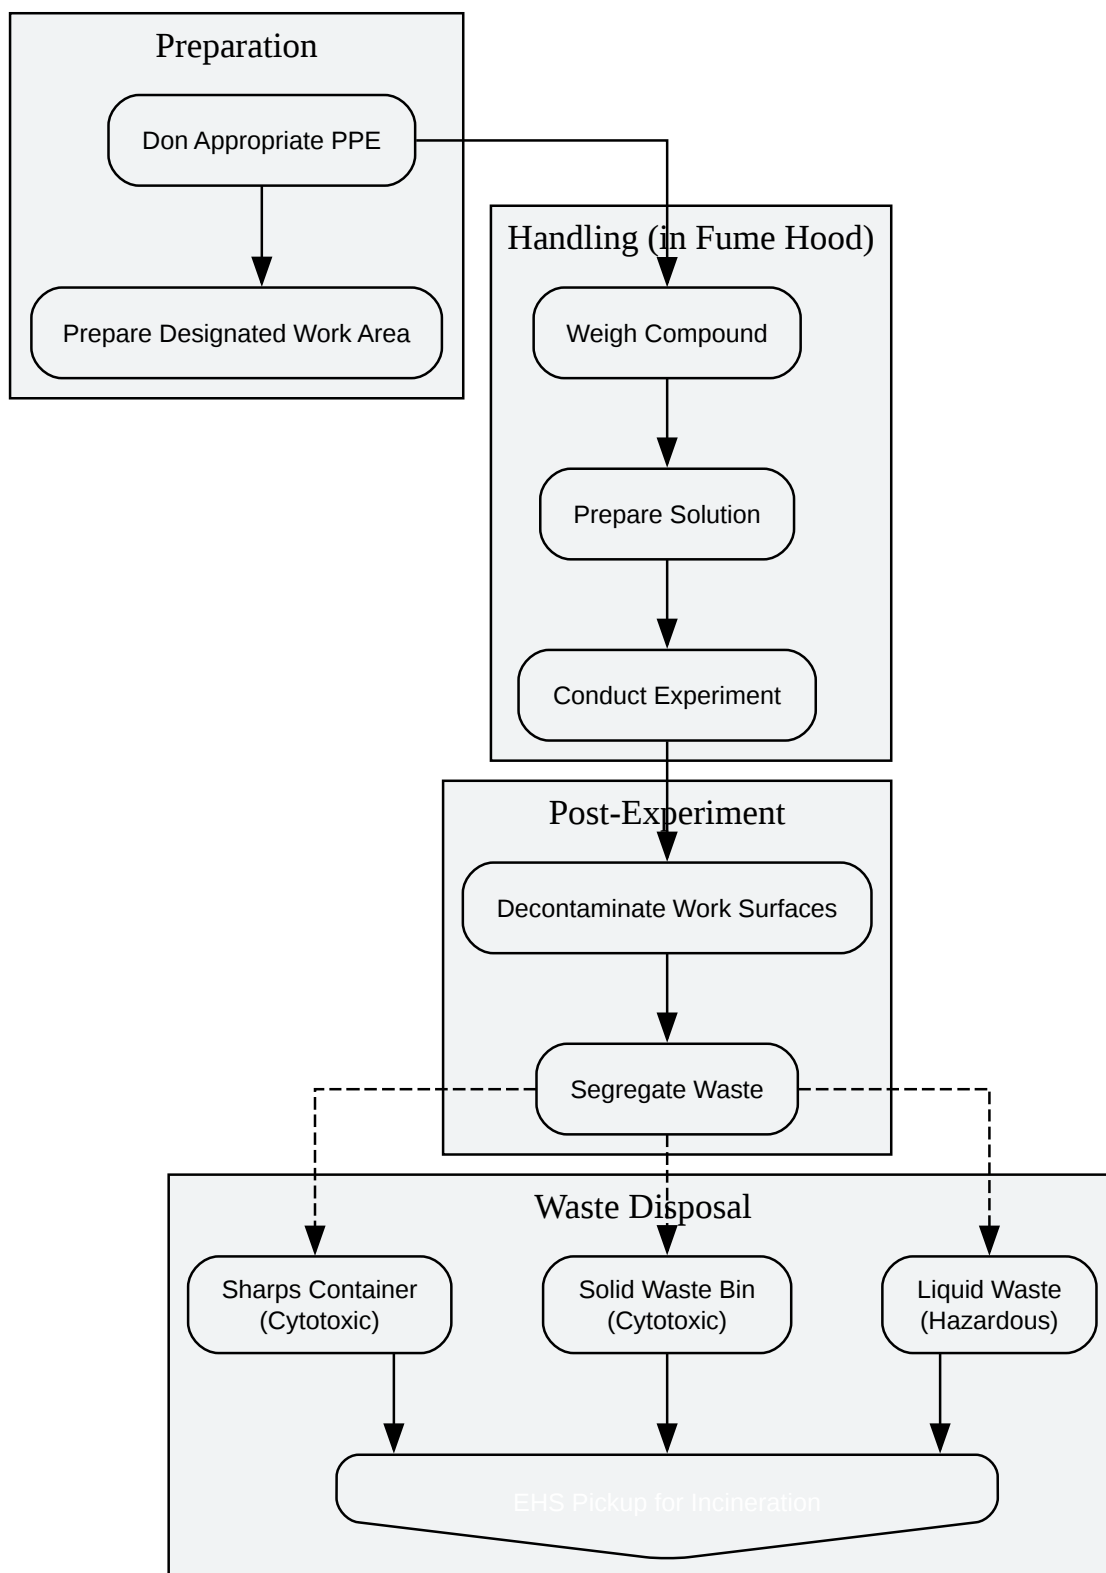 Preparation
Don Appropriate PPE
Prepare Designated Work Area
Handling (in Fume Hood)
Weigh Compound
Prepare Solution
Conduct Experiment
Post-Experiment
Decontaminate Work Surfaces
Segregate Waste
Waste Disposal
Sharps Container
(Cytotoxic)
Solid Waste Bin
(Cytotoxic)
Liquid Waste
(Hazardous)
EHS Pickup for Incineration